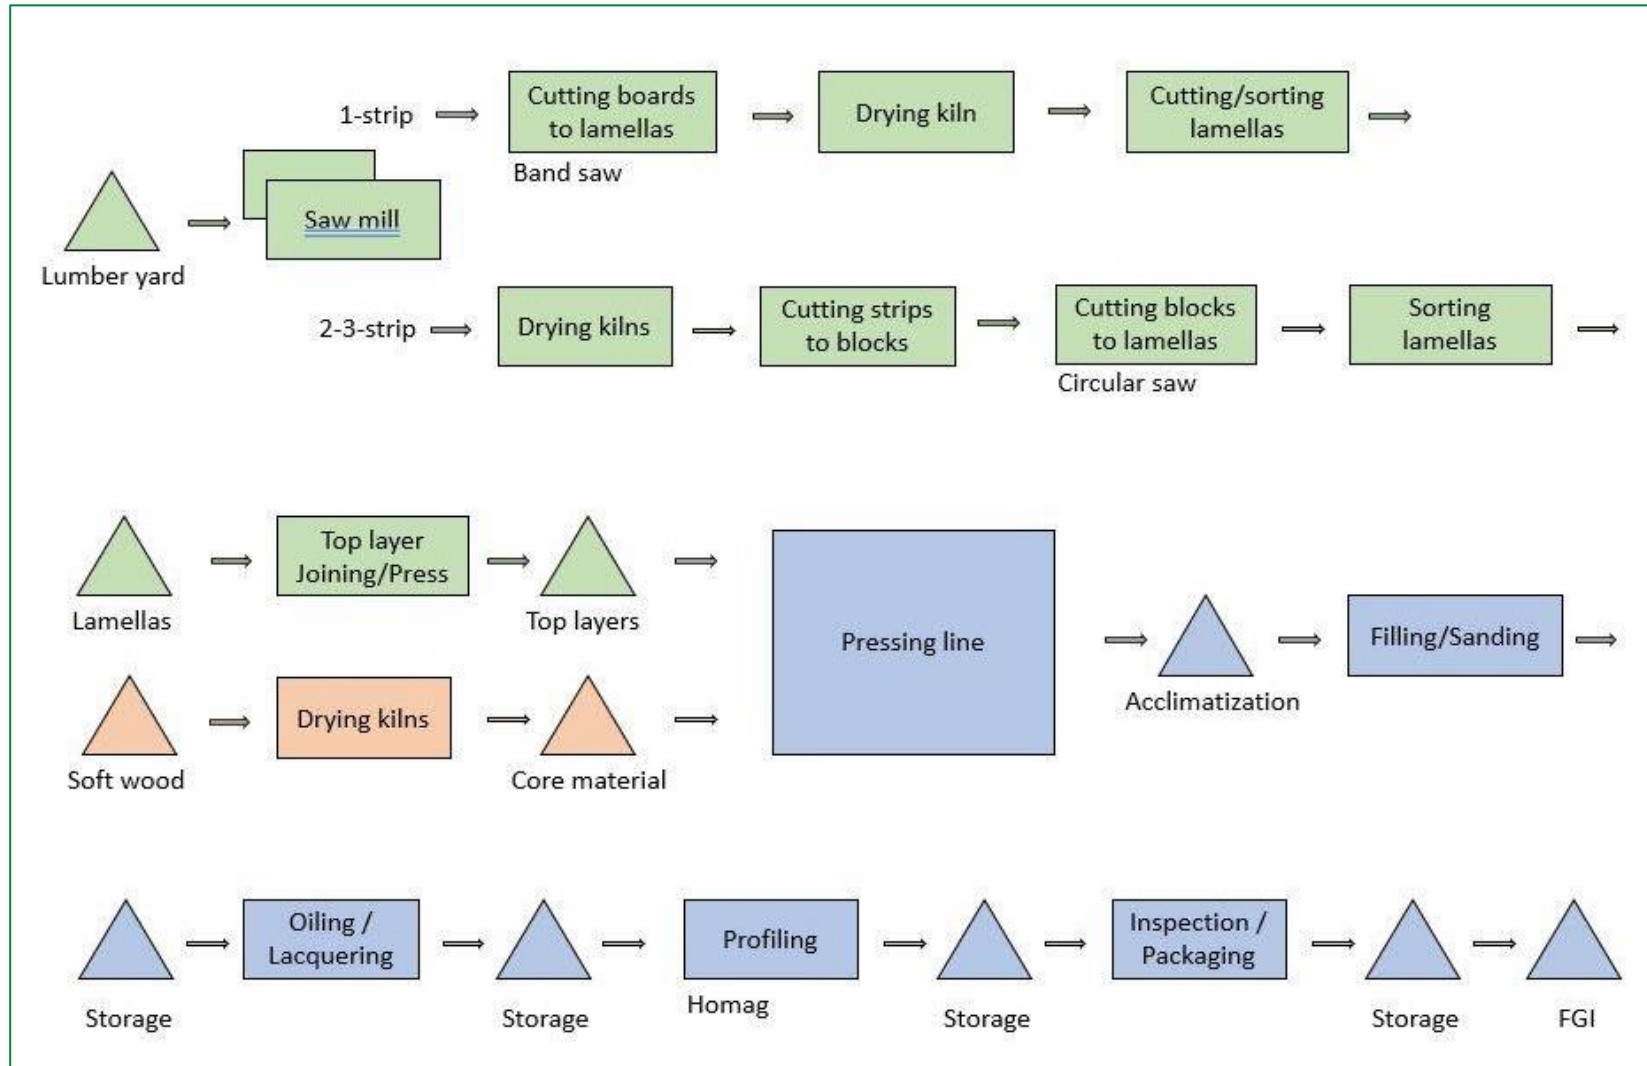 1-strip
Cutting boards
to lamellas
Drying kiln
Cutting/sorting
lamellas
Band saw
Saw mill
Lumber yard
2-3-strip
Drying kilns
Cutting strips
to blocks
Cutting blocks
to lamellas
Sorting
lamellas
Circular saw
Top layer
Joining/Press
Lamellas
Top layers
Pressing line
Filling/Sanding
Acclimatization
Drying kilns
Soft wood
Core material
Oiling /
Lacquering
Profiling
Inspection /
Packaging
Homag
Storage
Storage
Storage
Storage
FGI